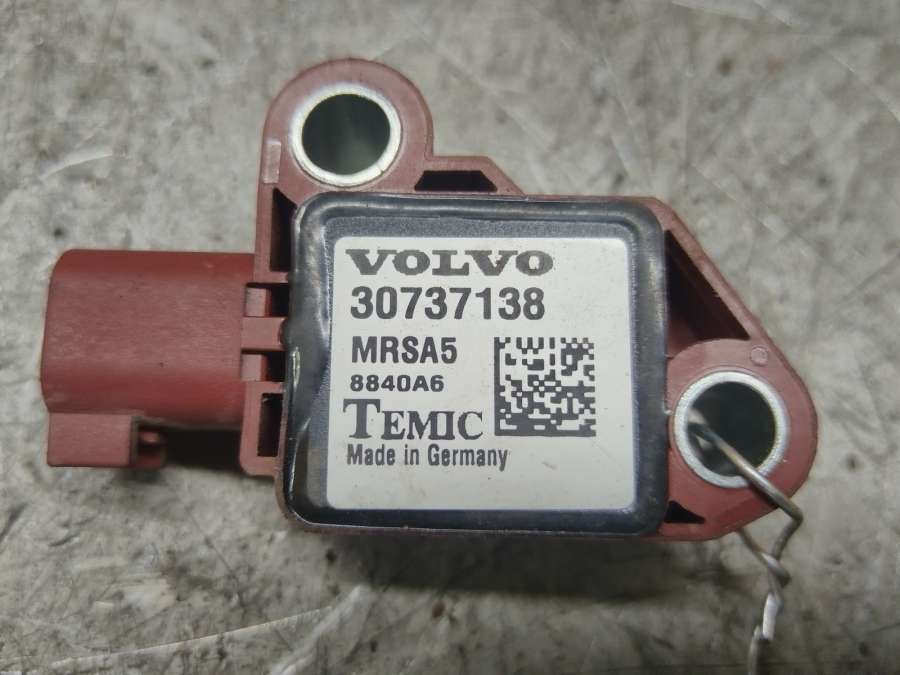 VOLVO
30737138
MRSA5
8840A6
TEMIC
Made in Germany